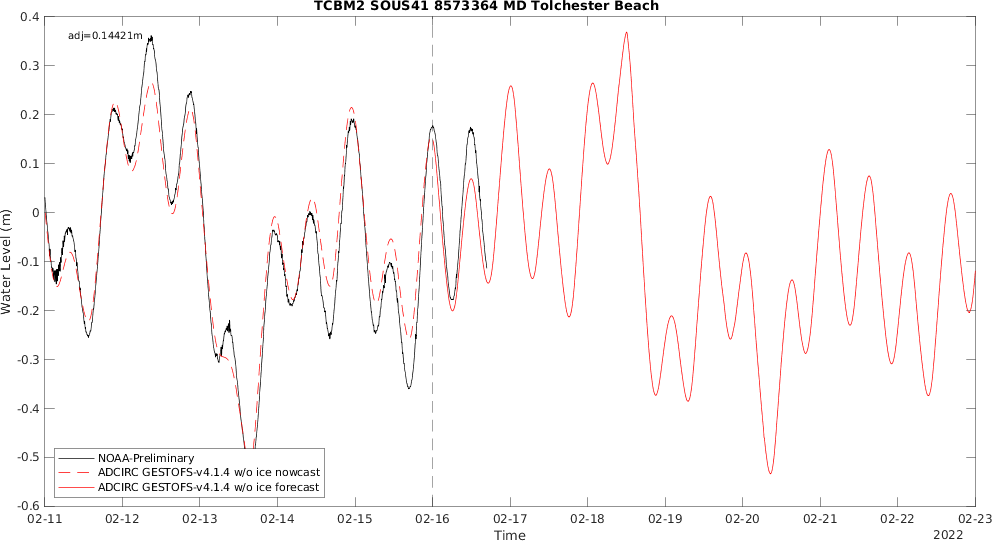 TCBM2 SOUS41 8573364 MD Tolchester Beach
adj=0.14421m
Water Level (m)
0.4
0.3
0.2
0.1
0
-0.1
-0.2
-0.3
-0.4
-0.5
-0.6
NOAA-Preliminary
ADCIRC GESTOFS-v4.1.4 w/o ice nowcast
ADCIRC GESTOFS-v4.1.4 w/o ice forecast
02-11 02-12 02-13 02-14 02-15 02-16 02-17 02-18 02-19 02-20 02-21 02-22 02-23
Time
2022